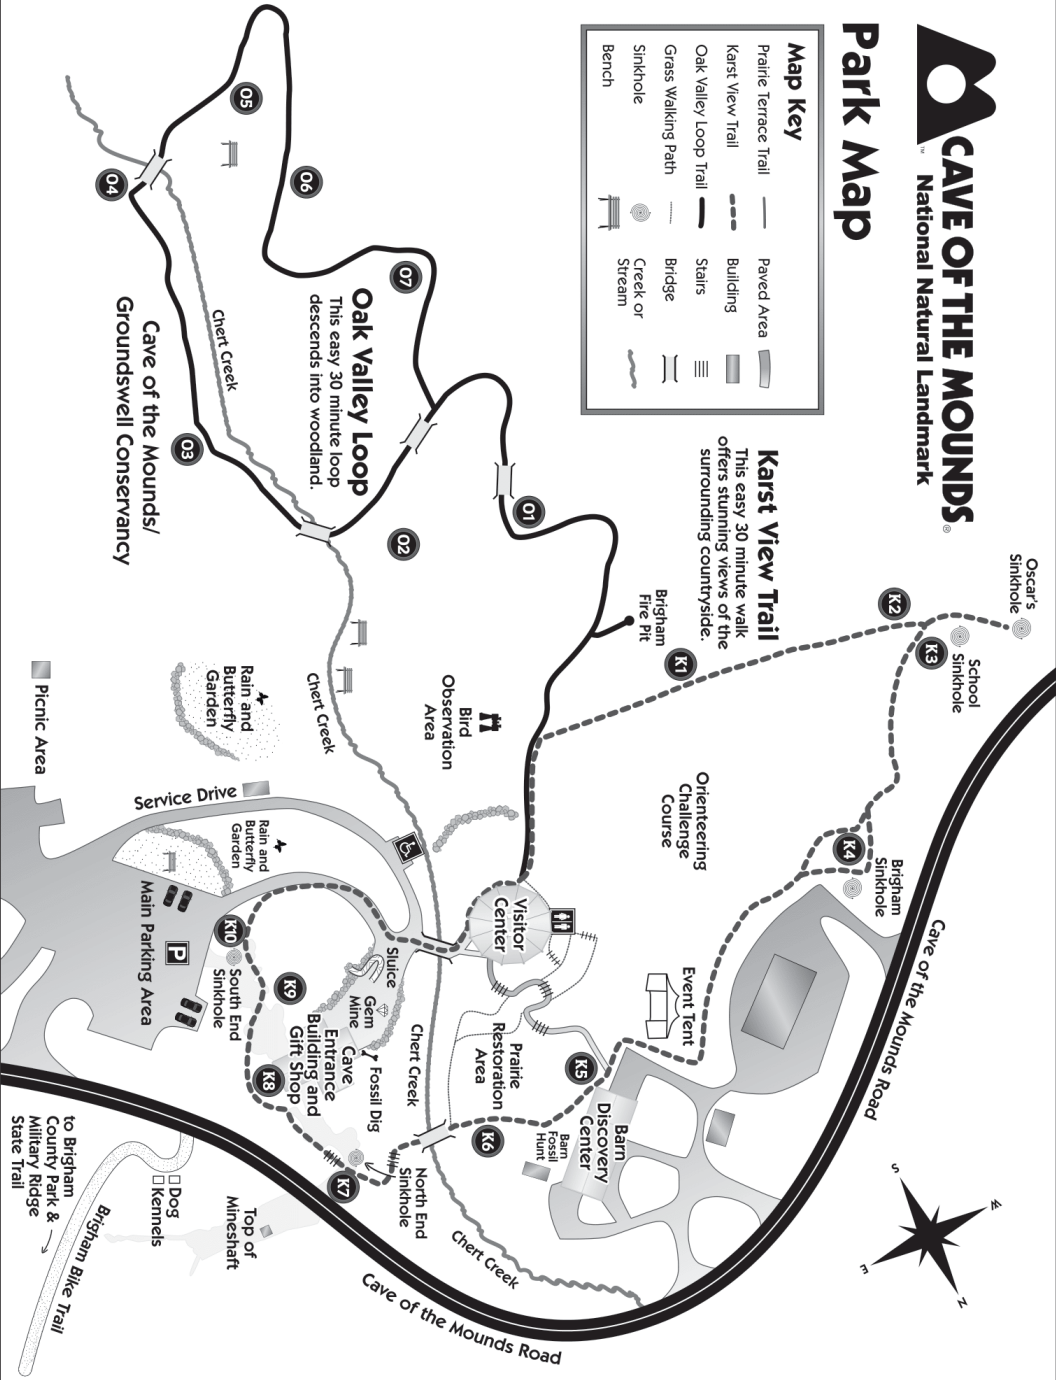 CAVE OF THE MOUNDS®
National Natural Landmark
™
Park Map
Map Key
Prairie Terrace Trail
Karst View Trail
Oak Valley Loop Trail
Grass Walking Path
Sinkhole
Bench
Paved Area
Building
Stairs
Bridge
Creek or
Stream
Karst View Trail
This easy 30 minute walk
offers stunning views of the
surrounding countryside.
Oscar's
Sinkhole
K2
K3
School
Sinkhole
K1
Brigham
Fire Pit
Orienteering
Challenge
Course
K4
Brigham
Sinkhole
Cave of the Mounds Road
Event Tent
S
W
E
N
O1
O2
O3
O4
O5
O6
O7
Oak Valley Loop
This easy 30 minute loop
descends into woodland.
Chert Creek
Cave of the Mounds/
Groundswell Conservancy
Bird
Observation
Area
Chert Creek
Rain and
Butterfly
Garden
Picnic Area
Service Drive
Rain and
Butterfly
Garden
Visitor
Center
Prairie
Restoration
Area
K5
K6
Barn
Discovery
Center
Barn
Fossil
Hunt
Sluice
Gem
Mine
Chert Creek
Fossil Dig
Cave
Entrance
Building and
Gift Shop
K10
K9
K8
K7
South End
Sinkhole
P
Main Parking Area
North End
Sinkhole
Chert Creek
Cave of the Mounds Road
Top of
Mineshaft
Dog
Kennels
Brigham Bike Trail
to Brigham
County Park &
Military Ridge
State Trail